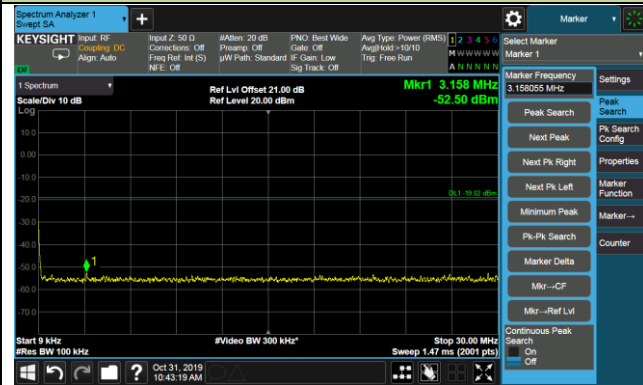 Spectrum Analyzer 1
Swept SA
+
Marker
KEYSIGHT
Input: RF
Coupling: DC
Align: Auto
Input Z: 50 Ω
Corrections: Off
Freq Ref: Int (S)
NFE: Off
#Atten: 20 dB
Preamp: Off
µW Path: Standard
PNO: Best Wide
Gate: Off
IF Gain: Low
Sig Track: Off
Avg Type: Power (RMS)
Avg|Hold >10/10
Trig: Free Run
1 2 3 4 5 6
M W W W W W
A N N N N N
Select Marker
Marker 1
1 Spectrum
Scale/Div 10 dB
Log
Ref Lvl Offset 21.00 dB
Ref Level 20.00 dBm
Mkr1 3.158 MHz
-52.50 dBm
10.0
0.00
-10.0
-20.0
-30.0
-40.0
-50.0
-60.0
-70.0
DL1 -19.02 dBm
1
Start 9 kHz
#Res BW 100 kHz
#Video BW 300 kHz*
Stop 30.00 MHz
Sweep 1.47 ms (2001 pts)
Marker Frequency
3.158055 MHz
Peak Search
Next Peak
Next Pk Right
Next Pk Left
Minimum Peak
Pk-Pk Search
Marker Delta
Mkr→CF
Mkr→Ref Lvl
Continuous Peak
Search
On
Off
Settings
Peak
Search
Pk Search
Config
Properties
Marker
Function
Marker→
Counter
?
Oct 31, 2019
10:43:19 AM